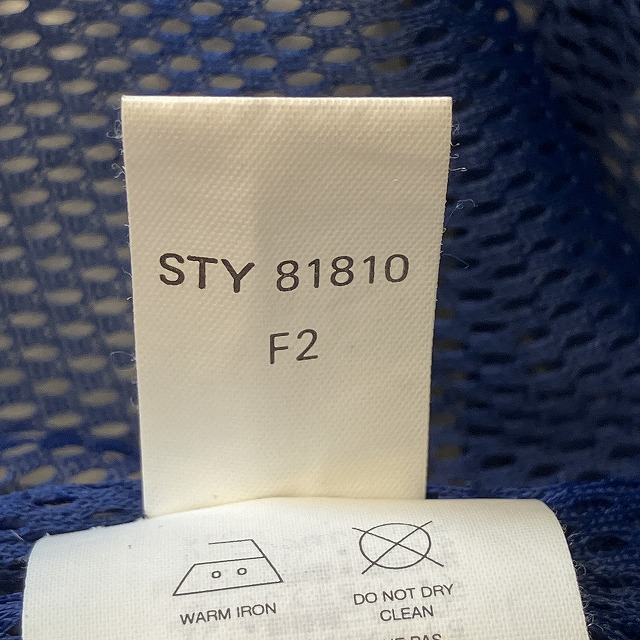 STY 81810
F2
WARM IRON
DO NOT DRY
CLEAN